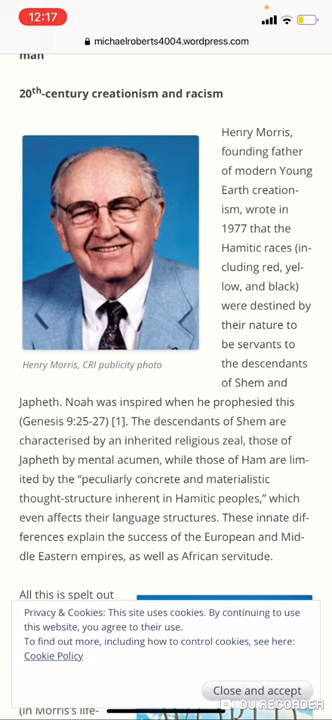 12:17
michaelroberts4004.wordpress.com
man
20th-century creationism and racism
Henry Morris,
founding father
of modern Young
Earth creation-
ism, wrote in
1977 that the
Hamitic races (in-
cluding red, yel-
low, and black)
were destined by
their nature to
be servants to
the descendants
of Shem and
Henry Morris, CRI publicity photo
Japheth. Noah was inspired when he prophesied this
(Genesis 9:25-27) [1]. The descendants of Shem are
characterised by an inherited religious zeal, those of
Japheth by mental acumen, while those of Ham are lim-
ited by the “peculiarly concrete and materialistic
thought-structure inherent in Hamitic peoples,” which
even affects their language structures. These innate dif-
ferences explain the success of the European and Mid-
dle Eastern empires, as well as African servitude.
All this is spelt out
Privacy & Cookies: This site uses cookies. By continuing to use
this website, you agree to their use.
To find out more, including how to control cookies, see here:
Cookie Policy
Close and accept
DU RECORDER
(in Morris’s life-